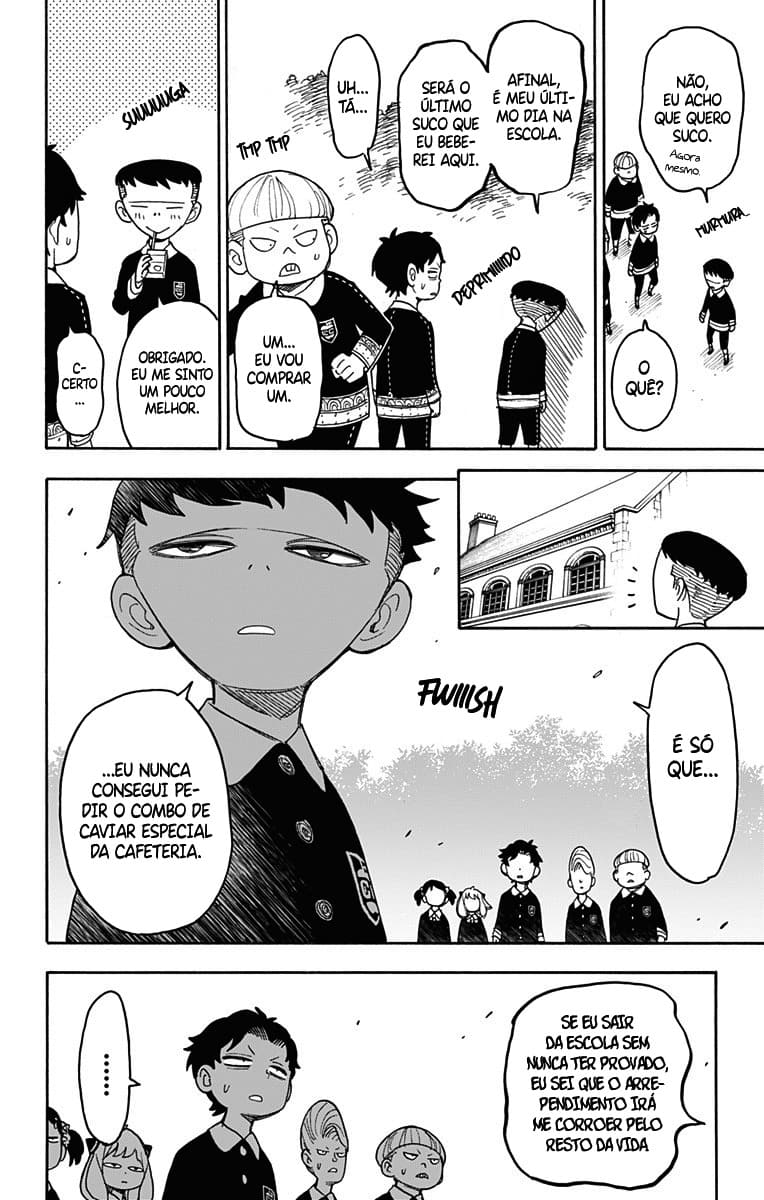 NÃO,
EU ACHO
QUE QUERO
SUCO.
Agora
mesmo.
MURMURA...
O
QUÊ?
AFINAL,
É MEU ÚLTI-
MO DIA NA
ESCOLA.
SERÁ O
ÚLTIMO
SUCO QUE
EU BEBE-
REI AQUI.
DEPRIMIIIIDO
UH...
TÁ...
TMP TMP
UM...
EU VOU
COMPRAR
UM.
SUUUUUGA
OBRIGADO.
EU ME SINTO
UM POUCO
MELHOR.
C-
CERTO
...
É SÓ
QUE...
FWIIISH
...EU NUNCA
CONSEGUI PE-
DIR O COMBO DE
CAVIAR ESPECIAL
DA CAFETERIA.
SE EU SAIR
DA ESCOLA SEM
NUNCA TER PROVADO,
EU SEI QUE O ARRE-
PENDIMENTO IRÁ
ME CORROER PELO
RESTO DA VIDA
......